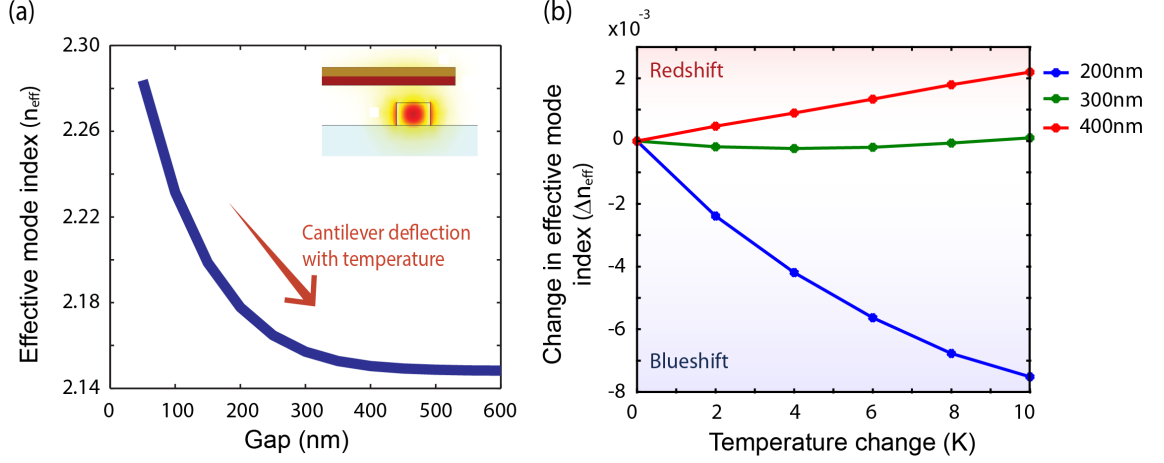 (a)
2.30
2.26
2.22
2.18
2.14
Effective mode index (neff)
Cantilever deflection
with temperature
0
100
200
300
400
500
600
Gap (nm)
(b)
x10-3
2
0
-2
-4
-6
-8
Change in effective mode
index (Δneff)
Redshift
Blueshift
0
2
4
6
8
10
Temperature change (K)
200nm
300nm
400nm